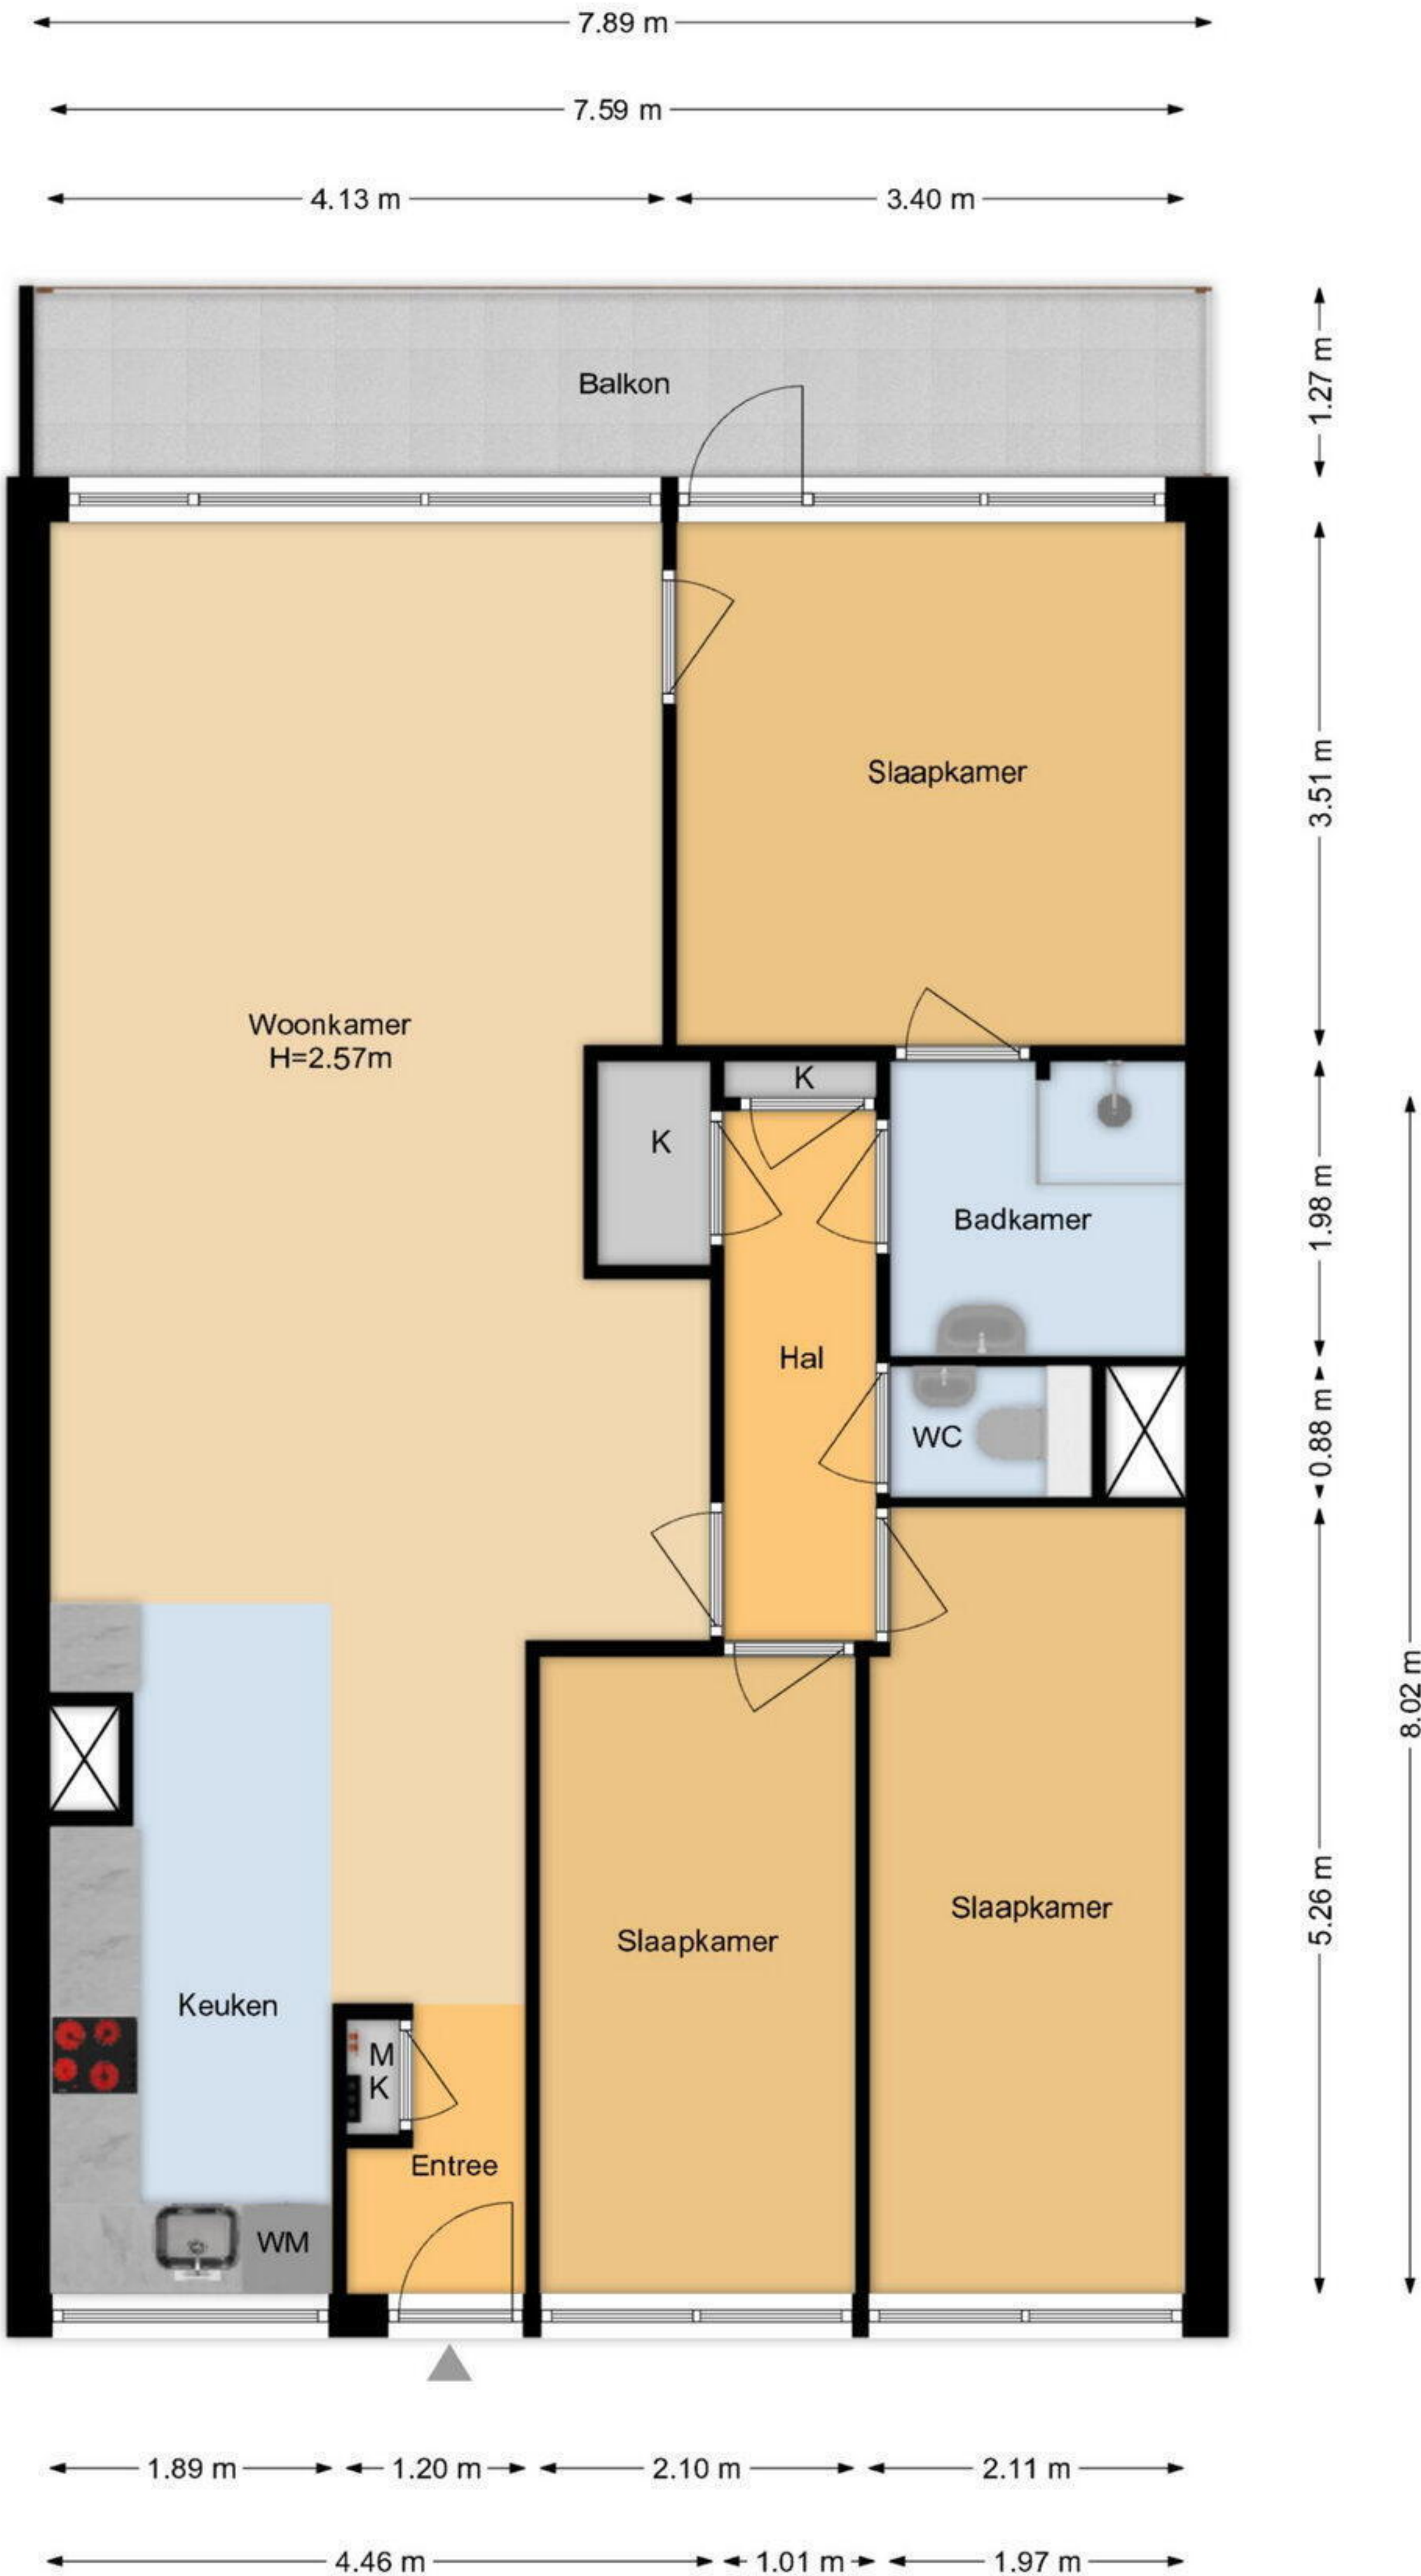 7.89 m
7.59 m
4.13 m
3.40 m
Balkon
1.27 m
Slaapkamer
3.51 m
Woonkamer
H=2.57m
K
K
Badkamer
1.98 m
Hal
WC
0.88 m
8.02 m
Slaapkamer
5.26 m
Slaapkamer
Keuken
M
K
Entree
WM
1.89 m
1.20 m
2.10 m
2.11 m
4.46 m
1.01 m
1.97 m